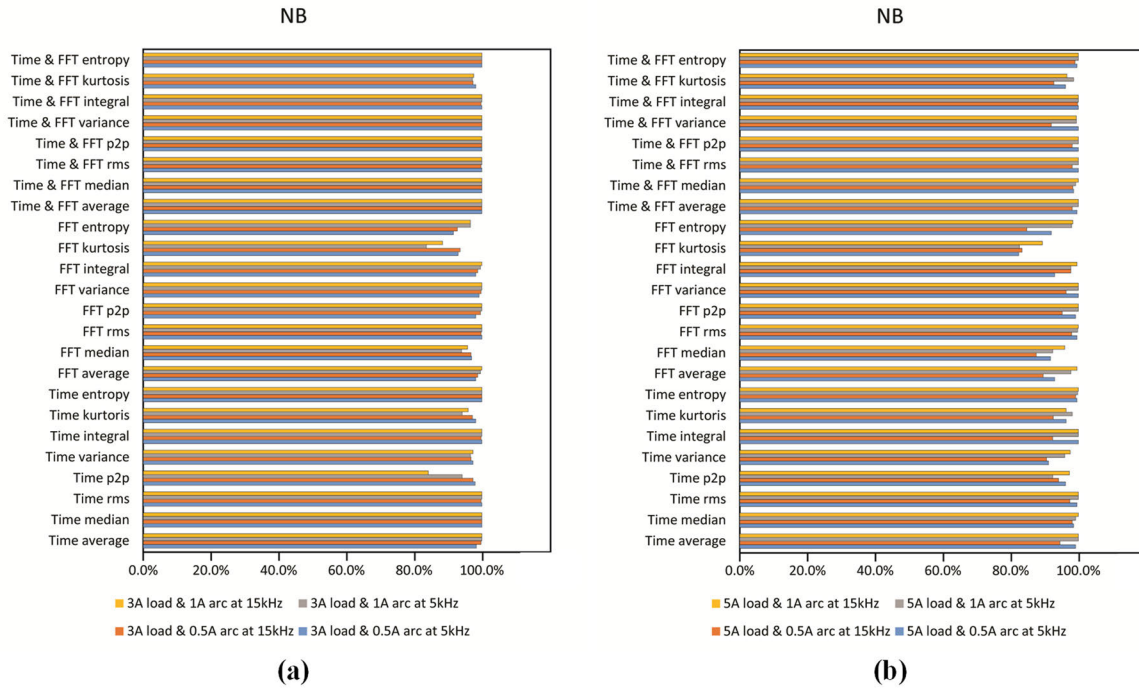 NB
Time & FFT entropy
Time & FFT kurtosis
Time & FFT integral
Time & FFT variance
Time & FFT p2p
Time & FFT rms
Time & FFT median
Time & FFT average
FFT entropy
FFT kurtosis
FFT integral
FFT variance
FFT p2p
FFT rms
FFT median
FFT average
Time entropy
Time kurtoris
Time integral
Time variance
Time p2p
Time rms
Time median
Time average
0.0% 20.0% 40.0% 60.0% 80.0% 100.0%
3A load & 1A arc at 15kHz 3A load & 1A arc at 5kHz
3A load & 0.5A arc at 15kHz 3A load & 0.5A arc at 5kHz
(a)
NB
Time & FFT entropy
Time & FFT kurtosis
Time & FFT integral
Time & FFT variance
Time & FFT p2p
Time & FFT rms
Time & FFT median
Time & FFT average
FFT entropy
FFT kurtosis
FFT integral
FFT variance
FFT p2p
FFT rms
FFT median
FFT average
Time entropy
Time kurtoris
Time integral
Time variance
Time p2p
Time rms
Time median
Time average
0.0% 20.0% 40.0% 60.0% 80.0% 100.0%
5A load & 1A arc at 15kHz 5A load & 1A arc at 5kHz
5A load & 0.5A arc at 15kHz 5A load & 0.5A arc at 5kHz
(b)